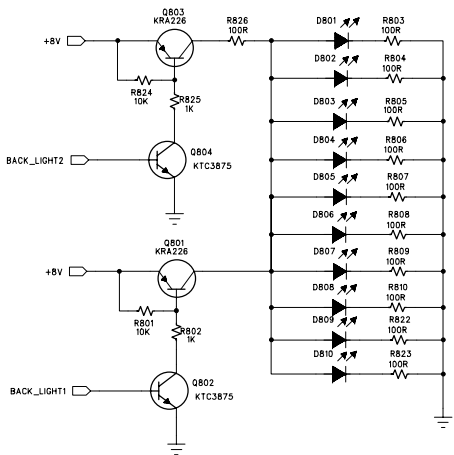 Q803
KRA226
R826
100R
D801
R803
100R
+8V
D802
R804
100R
R824
10K
R825
1K
D803
R805
100R
D804
R806
100R
Q804
KTC3875
BACK_LIGHT2
D805
R807
100R
D806
R808
100R
Q801
KRA226
D807
R809
100R
+8V
D808
R810
100R
R801
10K
R802
1K
D809
R822
100R
D810
R823
100R
Q802
KTC3875
BACK_LIGHT1